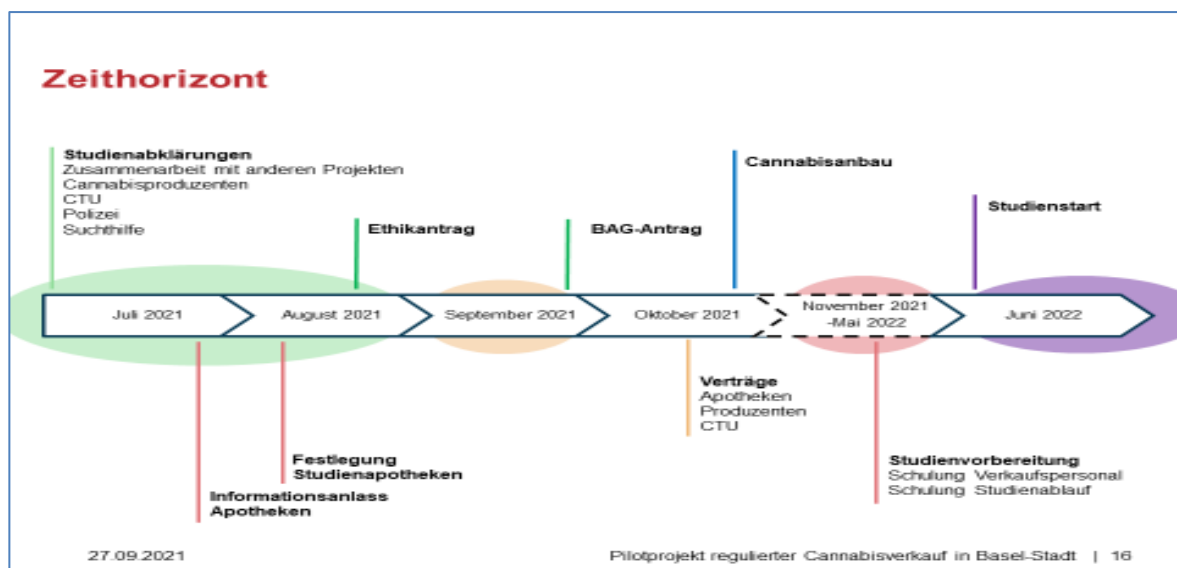 Zeithorizont
Studienabklärungen
Zusammenarbeit mit anderen Projekten
Cannabisproduzenten
CTU
Polizei
Suchthilfe
Ethikantrag
BAG-Antrag
Cannabisanbau
Studienstart
Juli 2021
August 2021
September 2021
Oktober 2021
November 2021
-Mai 2022
Juni 2022
Informationsanlass
Apotheken
Festlegung
Studienapotheken
Verträge
Apotheken
Produzenten
CTU
Studienvorbereitung
Schulung Verkaufspersonal
Schulung Studienablauf
27.09.2021
Pilotprojekt regulierter Cannabisverkauf in Basel-Stadt | 16